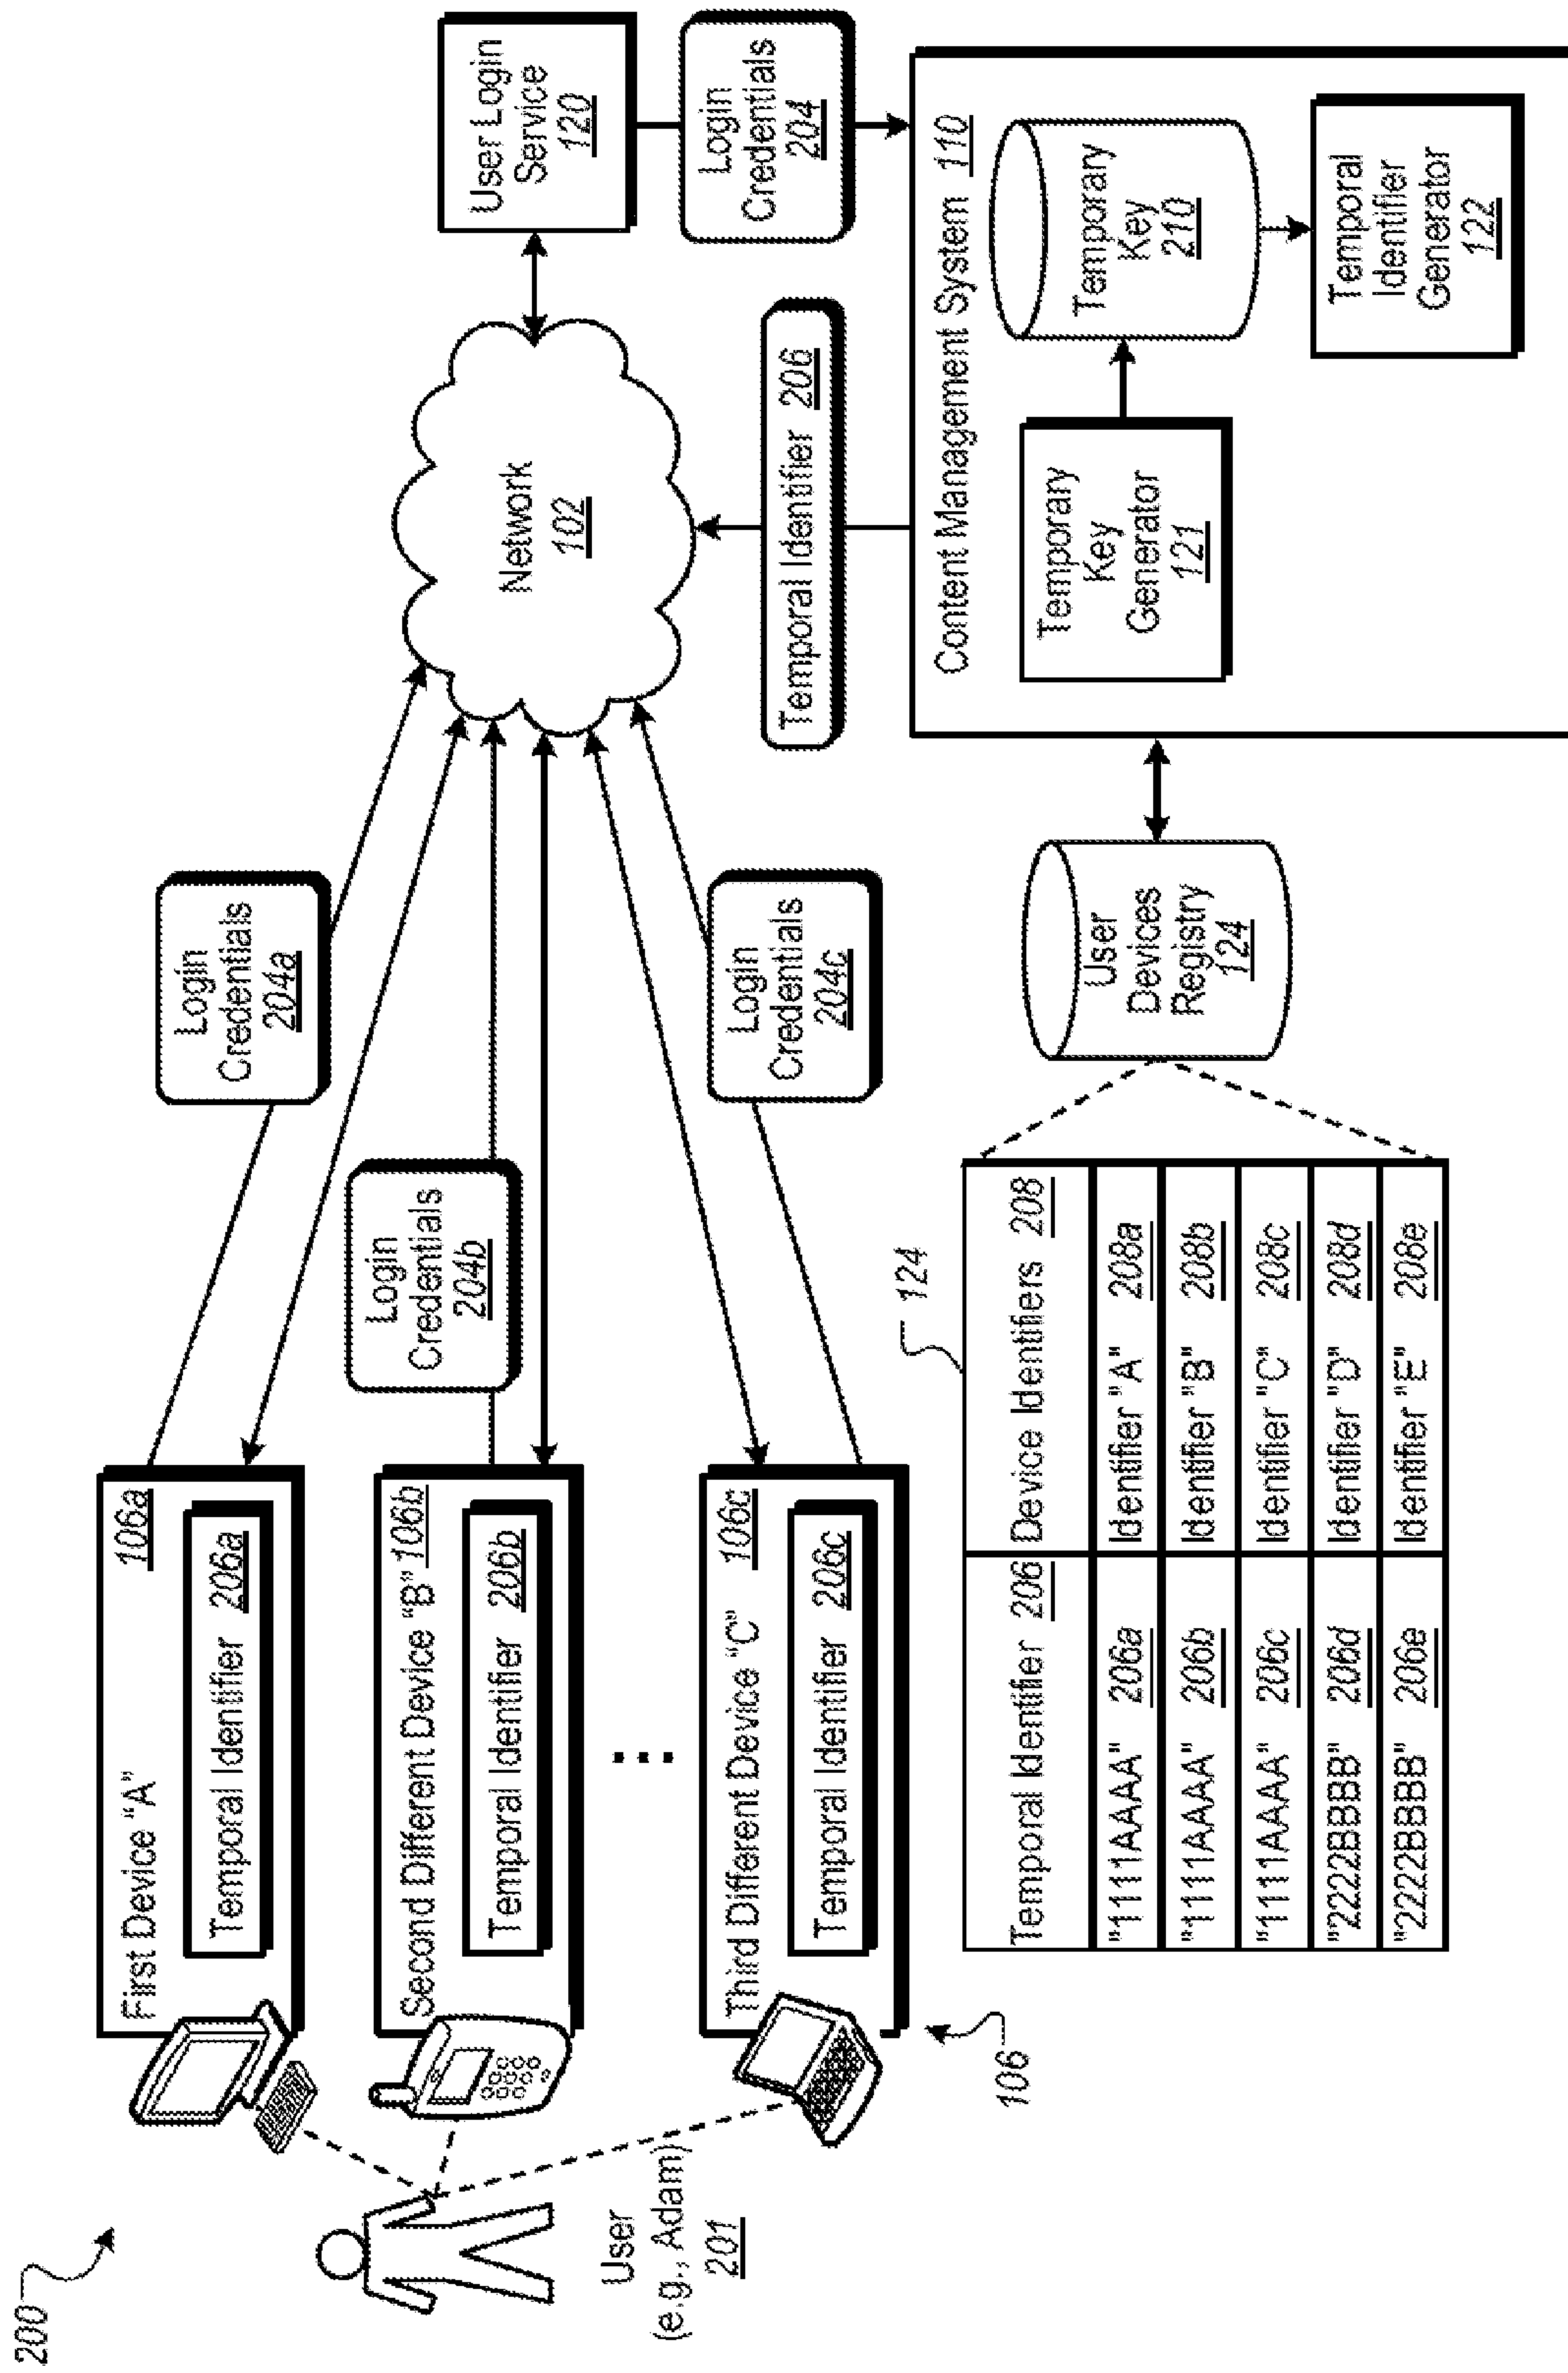 200
User
(e.g., Adam)
201
106
First Device "A" 106a
Temporal Identifier 206a
Second Different Device "B" 106b
Temporal Identifier 206b
...
Third Different Device "C" 106c
Temporal Identifier 206c
Login
Credentials
204a
Login
Credentials
204b
Login
Credentials
204c
Network
102
User Login
Service
120
Login
Credentials
204
Temporal Identifier 206
Content Management System 110
Temporary
Key
Generator
121
Temporary
Key
210
Temporal
Identifier
Generator
122
User
Devices
Registry
124
124
Temporal Identifier 206 Device Identifiers 208
"1111AAAA" 206a Identifier "A" 208a
"1111AAAA" 206b Identifier "B" 208b
"1111AAAA" 206c Identifier "C" 208c
"2222BBBB" 206d Identifier "D" 208d
"2222BBBB" 206e Identifier "E" 208e